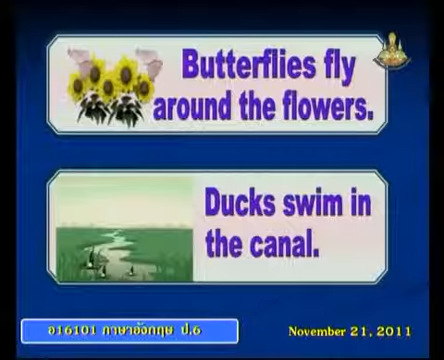 Butterflies fly
around the flowers.
Ducks swim in
the canal.
อ16101 ภาษาอังกฤษ ป.6
November 21, 2011